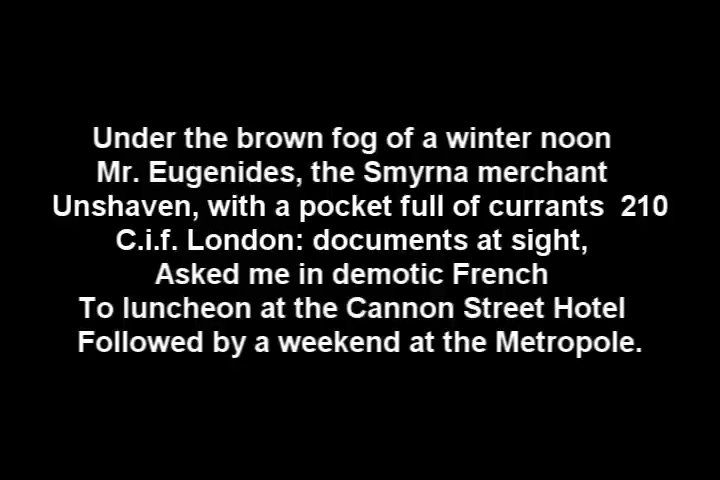 Under the brown fog of a winter noon
Mr. Eugenides, the Smyrna merchant
Unshaven, with a pocket full of currants 210
C.i.f. London: documents at sight,
Asked me in demotic French
To luncheon at the Cannon Street Hotel
Followed by a weekend at the Metropole.